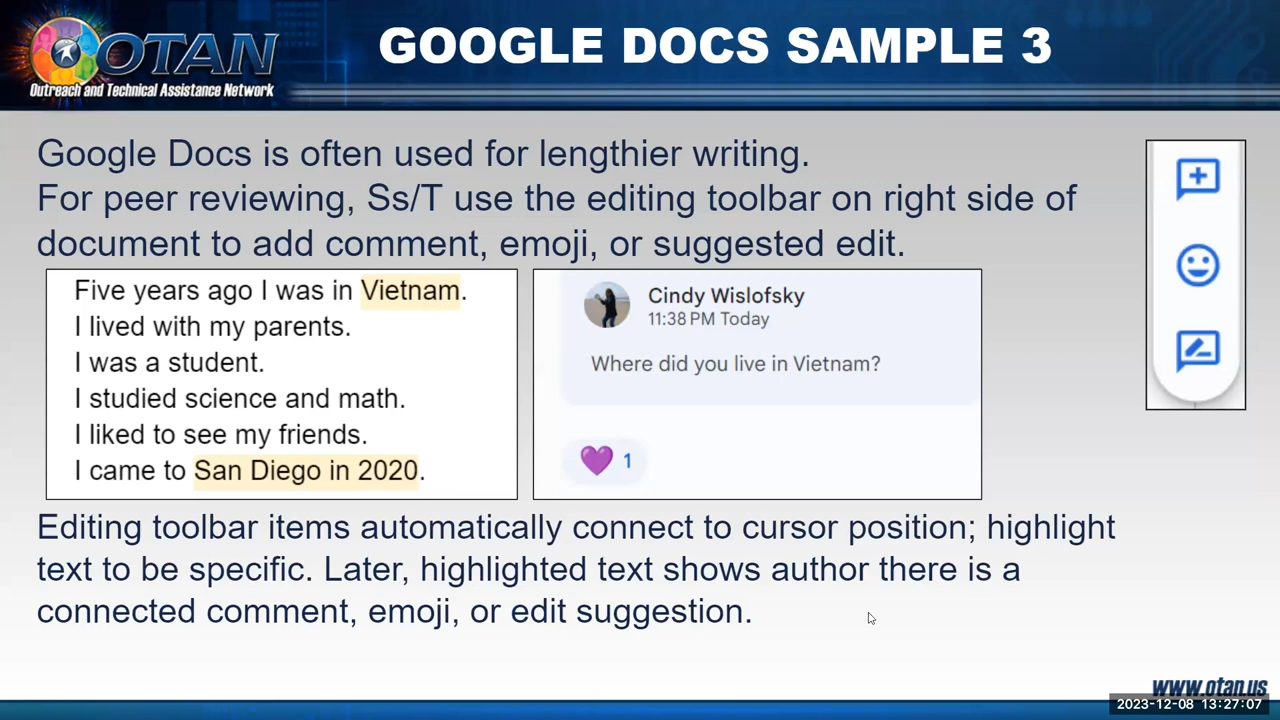 OTAN
Outreach and Technical Assistance Network
GOOGLE DOCS SAMPLE 3
Google Docs is often used for lengthier writing.
For peer reviewing, Ss/T use the editing toolbar on right side of
document to add comment, emoji, or suggested edit.
Five years ago I was in Vietnam.
I lived with my parents.
I was a student.
I studied science and math.
I liked to see my friends.
I came to San Diego in 2020.
Cindy Wislofsky
11:38 PM Today
Where did you live in Vietnam?
1
Editing toolbar items automatically connect to cursor position; highlight
text to be specific. Later, highlighted text shows author there is a
connected comment, emoji, or edit suggestion.
www.otan.us
2023-12-08 13:27:07